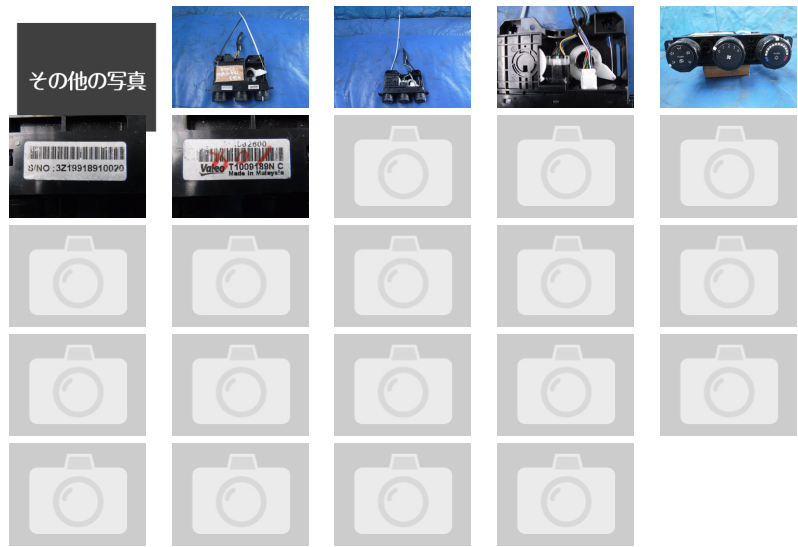 その他の写真
S/NO : 3Z19918910020
Valeo T1009189N C
Made in Malaysia